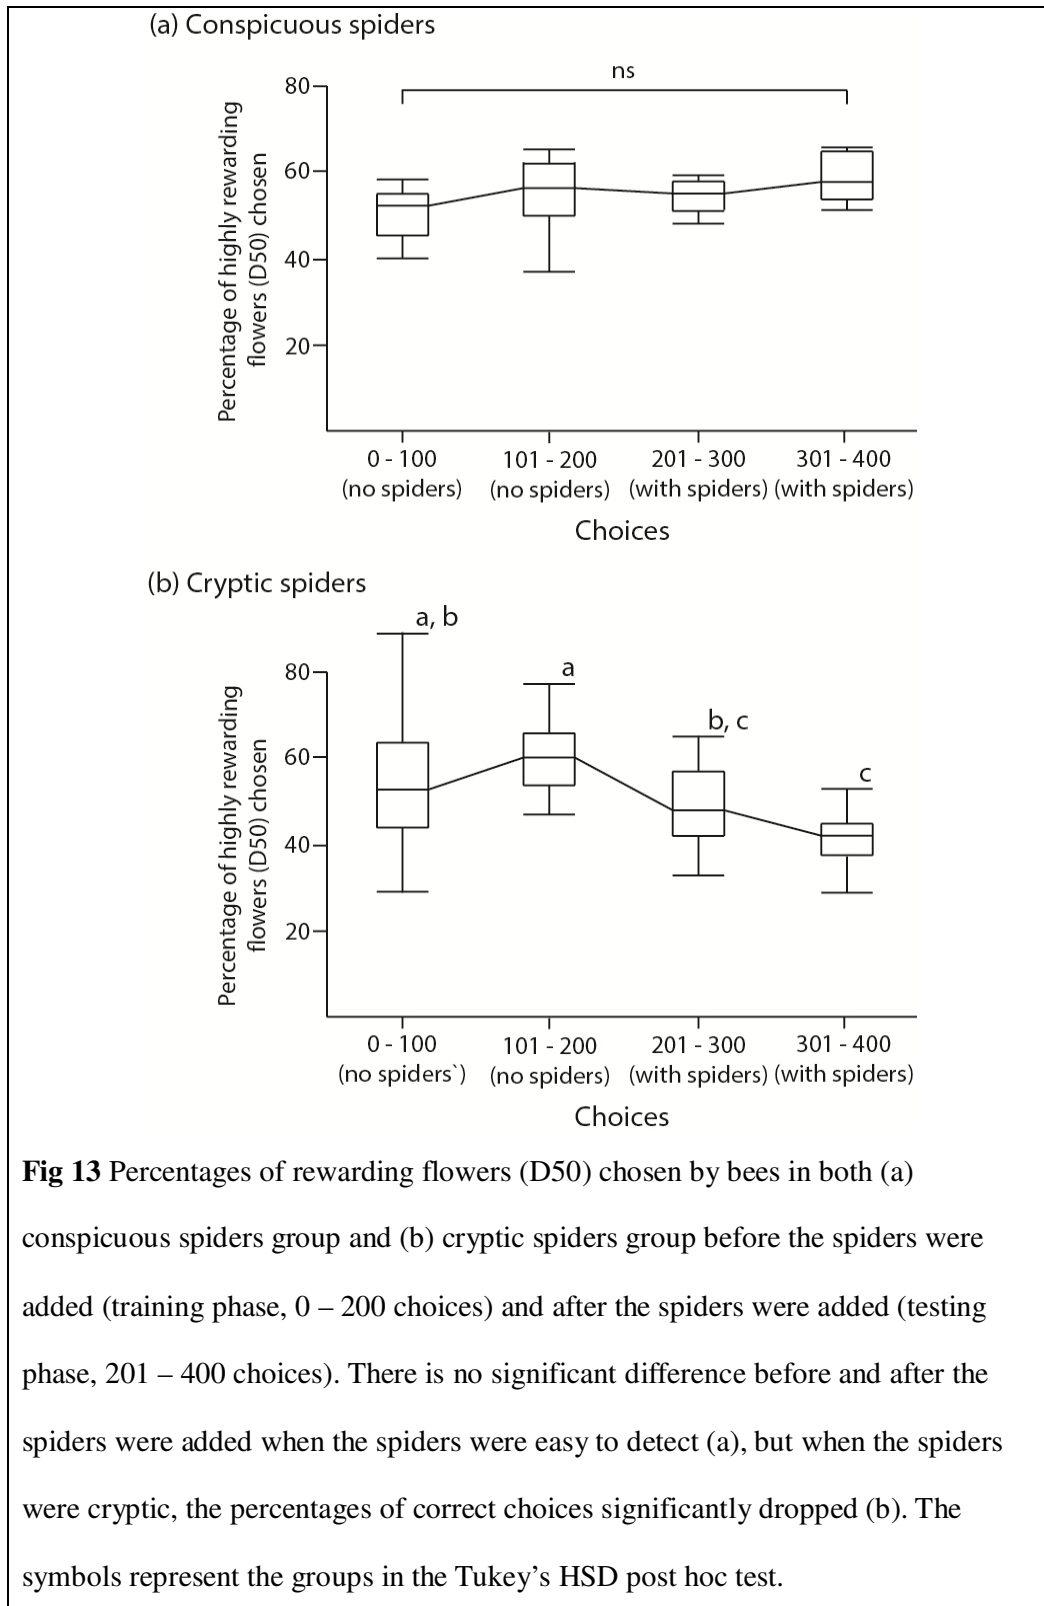 (a) Conspicuous spiders
ns
80
60
40
20
Percentage of highly rewarding
flowers (D50) chosen
0 - 100 101 - 200 201 - 300 301 - 400
(no spiders) (no spiders) (with spiders) (with spiders)
Choices
(b) Cryptic spiders
a, b
a
b, c
c
80
60
40
20
Percentage of highly rewarding
flowers (D50) chosen
0 - 100 101 - 200 201 - 300 301 - 400
(no spiders`) (no spiders) (with spiders) (with spiders)
Choices
Fig 13 Percentages of rewarding flowers (D50) chosen by bees in both (a)
conspicuous spiders group and (b) cryptic spiders group before the spiders were
added (training phase, 0 – 200 choices) and after the spiders were added (testing
phase, 201 – 400 choices). There is no significant difference before and after the
spiders were added when the spiders were easy to detect (a), but when the spiders
were cryptic, the percentages of correct choices significantly dropped (b). The
symbols represent the groups in the Tukey’s HSD post hoc test.